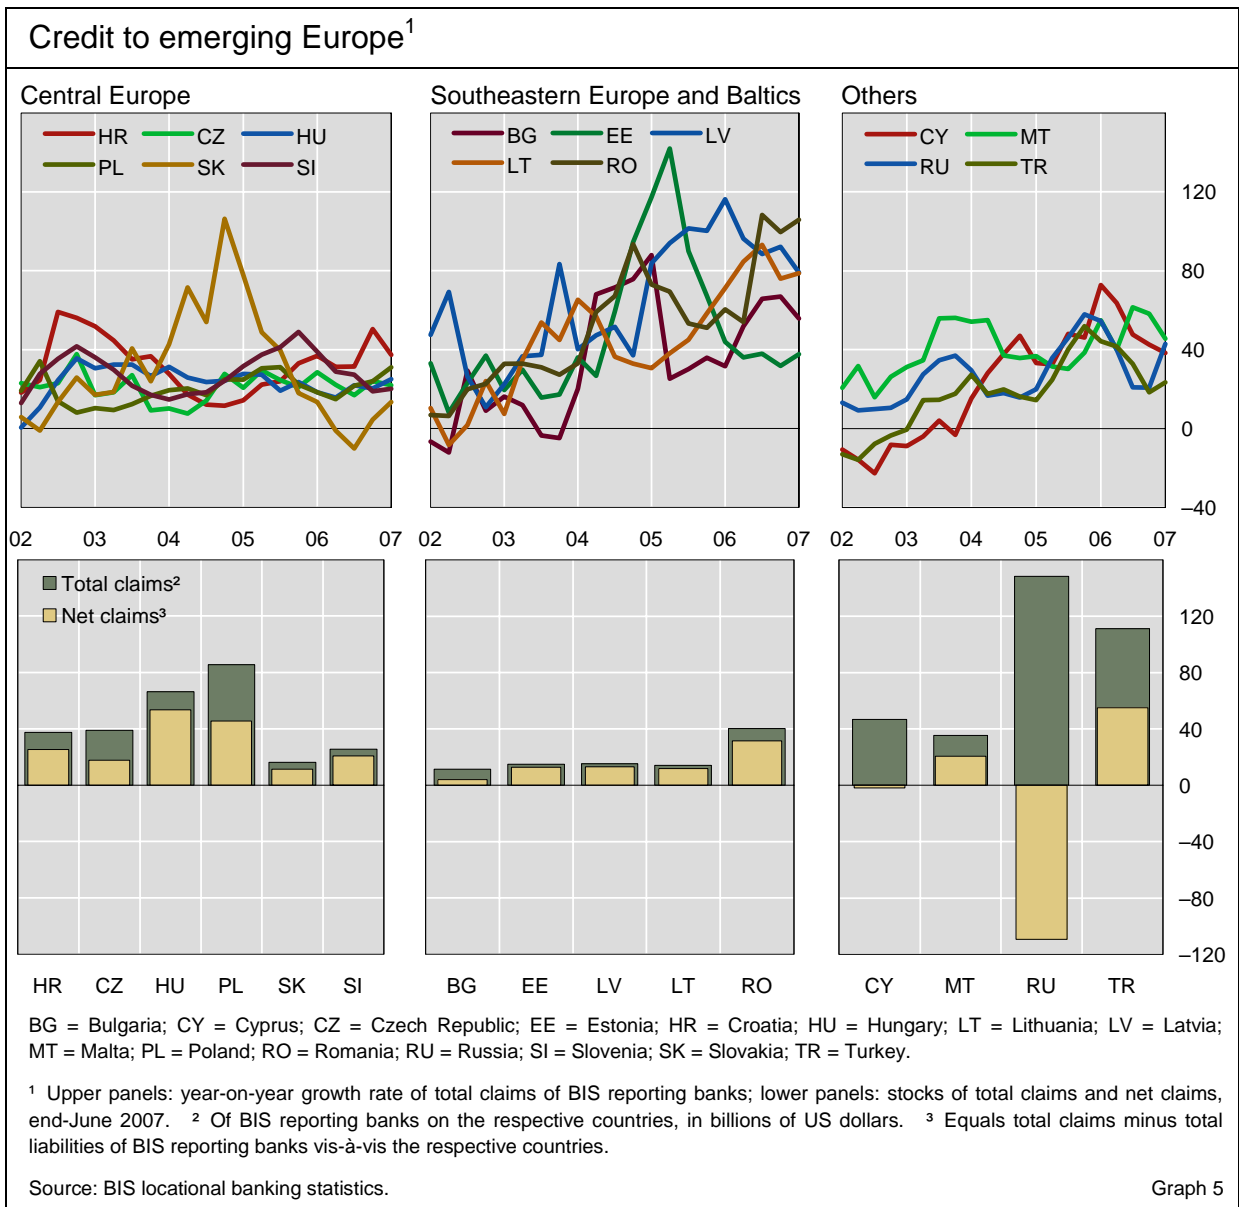 Credit to emerging Europe¹
Central Europe
HR CZ HU
PL SK SI
Southeastern Europe and Baltics
BG EE LV
LT RO
Others
CY MT
RU TR
120
80
40
0
–40
02 03 04 05 06 07
02 03 04 05 06 07
02 03 04 05 06 07
Total claims²
Net claims³
120
80
40
0
–40
–80
–120
HR CZ HU PL SK SI
BG EE LV LT RO
CY MT RU TR
BG = Bulgaria; CY = Cyprus; CZ = Czech Republic; EE = Estonia; HR = Croatia; HU = Hungary; LT = Lithuania; LV = Latvia;
MT = Malta; PL = Poland; RO = Romania; RU = Russia; SI = Slovenia; SK = Slovakia; TR = Turkey.
¹ Upper panels: year-on-year growth rate of total claims of BIS reporting banks; lower panels: stocks of total claims and net claims,
end-June 2007. ² Of BIS reporting banks on the respective countries, in billions of US dollars. ³ Equals total claims minus total
liabilities of BIS reporting banks vis-à-vis the respective countries.
Source: BIS locational banking statistics.
Graph 5